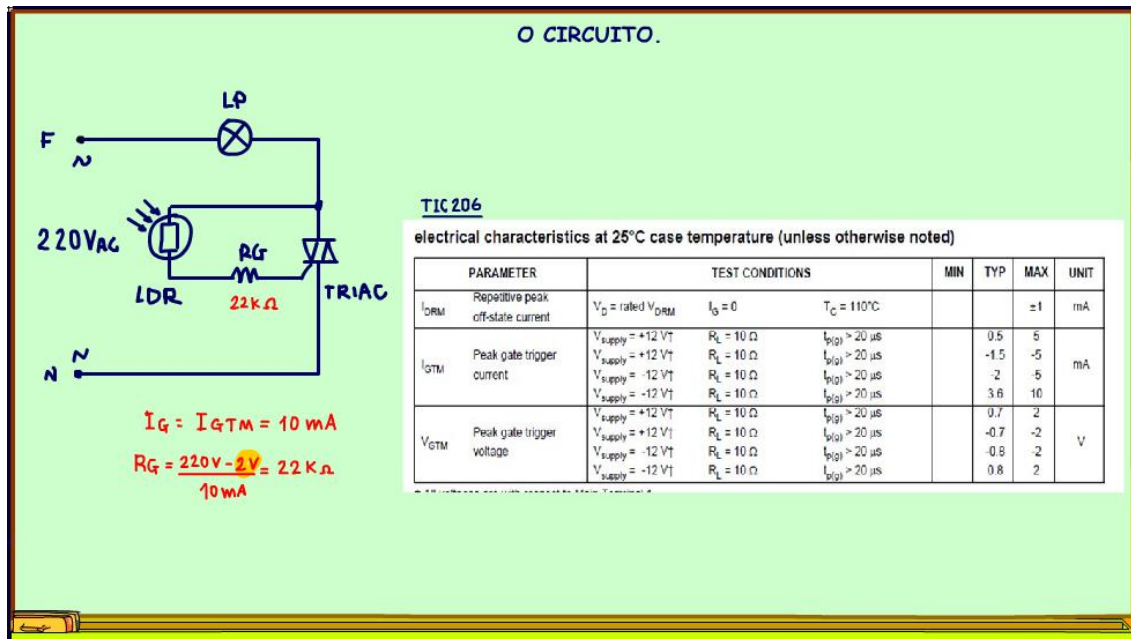 O CIRCUITO.
LP
F
~
220VAC
LDR
RG
22KΩ
TRIAC
N
~
IG = IGTM = 10 mA
RG = 220V - 2V = 22 KΩ
10mA
TIC206
electrical characteristics at 25°C case temperature (unless otherwise noted)
PARAMETER TEST CONDITIONS MIN TYP MAX UNIT
IDRM Repetitive peak off-state current VD = rated VDRM IG = 0 TC = 110°C ±1 mA
IGTM Peak gate trigger current mA
Vsupply = +12 V† RL = 10 Ω tp(g) > 20 µs 0.5 5
Vsupply = +12 V† RL = 10 Ω tp(g) > 20 µs -1.5 -5
Vsupply = -12 V† RL = 10 Ω tp(g) > 20 µs -2 -5
Vsupply = -12 V† RL = 10 Ω tp(g) > 20 µs 3.6 10
VGTM Peak gate trigger voltage V
Vsupply = +12 V† RL = 10 Ω tp(g) > 20 µs 0.7 2
Vsupply = +12 V† RL = 10 Ω tp(g) > 20 µs -0.7 -2
Vsupply = -12 V† RL = 10 Ω tp(g) > 20 µs -0.8 -2
Vsupply = -12 V† RL = 10 Ω tp(g) > 20 µs 0.8 2